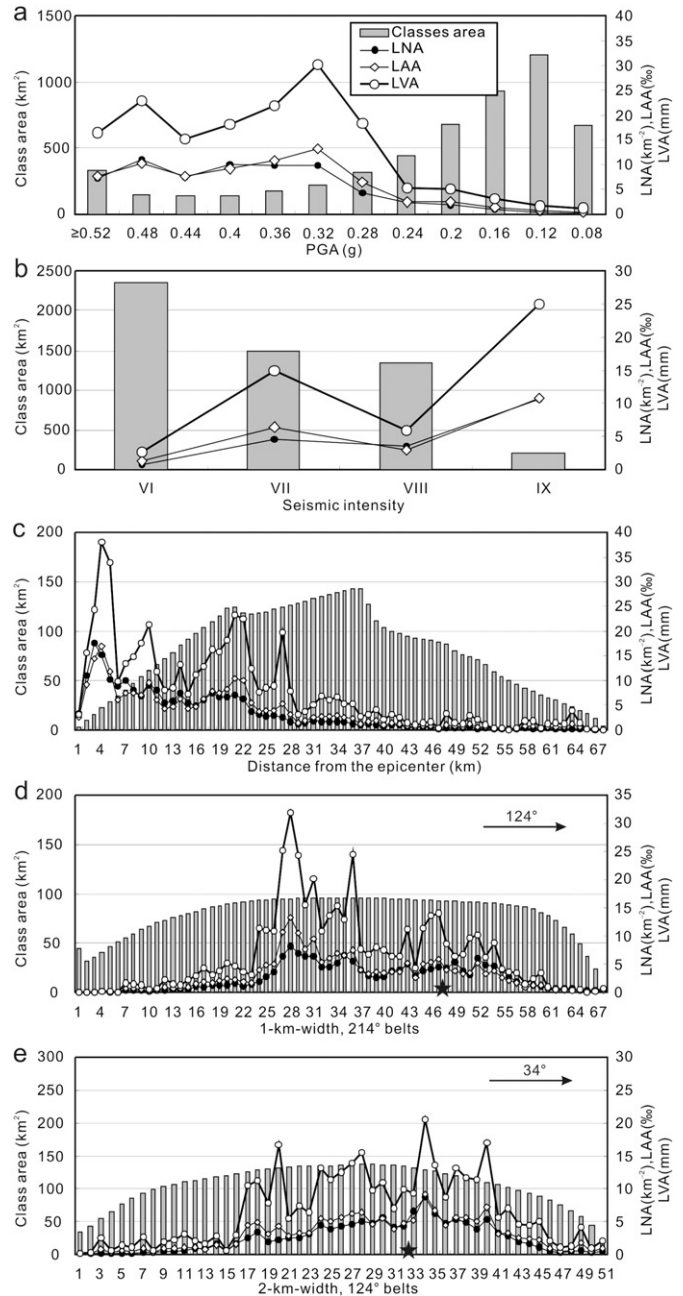 a
Class area (km²)
1500
1000
500
0
Classes area
LNA
LAA
LVA
40
35
30
25
20
15
10
5
0
LNA(km⁻²),LAA(‰)
LVA(mm)
≥0.52 0.48 0.44 0.4 0.36 0.32 0.28 0.24 0.2 0.16 0.12 0.08
PGA (g)
b
Class area (km²)
2500
2000
1500
1000
500
0
30
25
20
15
10
5
0
LNA(km⁻²),LAA(‰)
LVA(mm)
VI VII VIII IX
Seismic intensity
c
Class area (km²)
200
150
100
50
0
40
35
30
25
20
15
10
5
0
LNA(km⁻²),LAA(‰)
LVA(mm)
1 4 7 10 13 16 19 22 25 28 31 34 37 40 43 46 49 52 55 58 61 64 67
Distance from the epicenter (km)
d
Class area (km²)
200
150
100
50
0
124°
35
30
25
20
15
10
5
0
LNA(km⁻²),LAA(‰)
LVA(mm)
1 4 7 10 13 16 19 22 25 28 31 34 37 40 43 46 49 52 55 58 61 64 67
1-km-width, 214° belts
e
Class area (km²)
300
250
200
150
100
50
0
34°
30
25
20
15
10
5
0
LNA(km⁻²),LAA(‰)
LVA(mm)
1 3 5 7 9 11 13 15 17 19 21 23 25 27 29 31 33 35 37 39 41 43 45 47 49 51
2-km-width, 124° belts